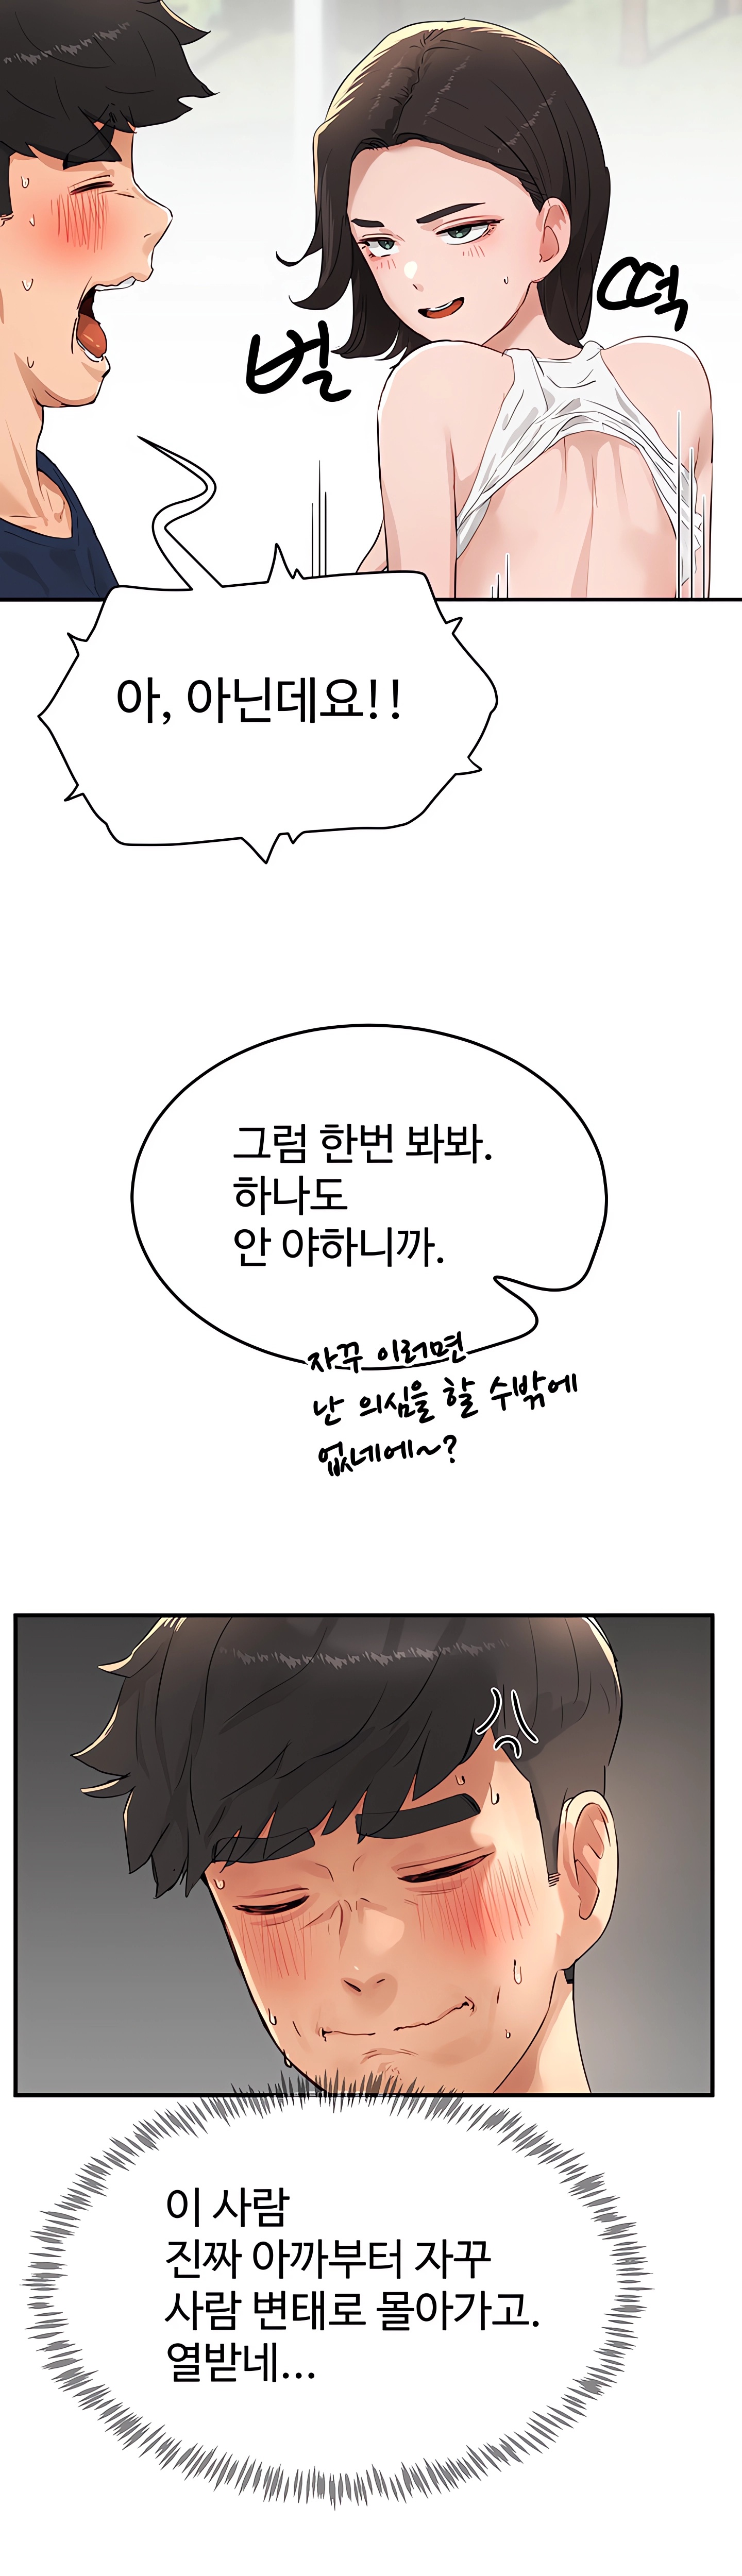 벌
떡
아, 아닌데요!!
그럼 한번 봐봐.
하나도
안 야하니까.
자꾸 이러면
난 의심을 할 수밖에
없네에~?
이 사람
진짜 아까부터 자꾸
사람 변태로 몰아가고.
열받네...